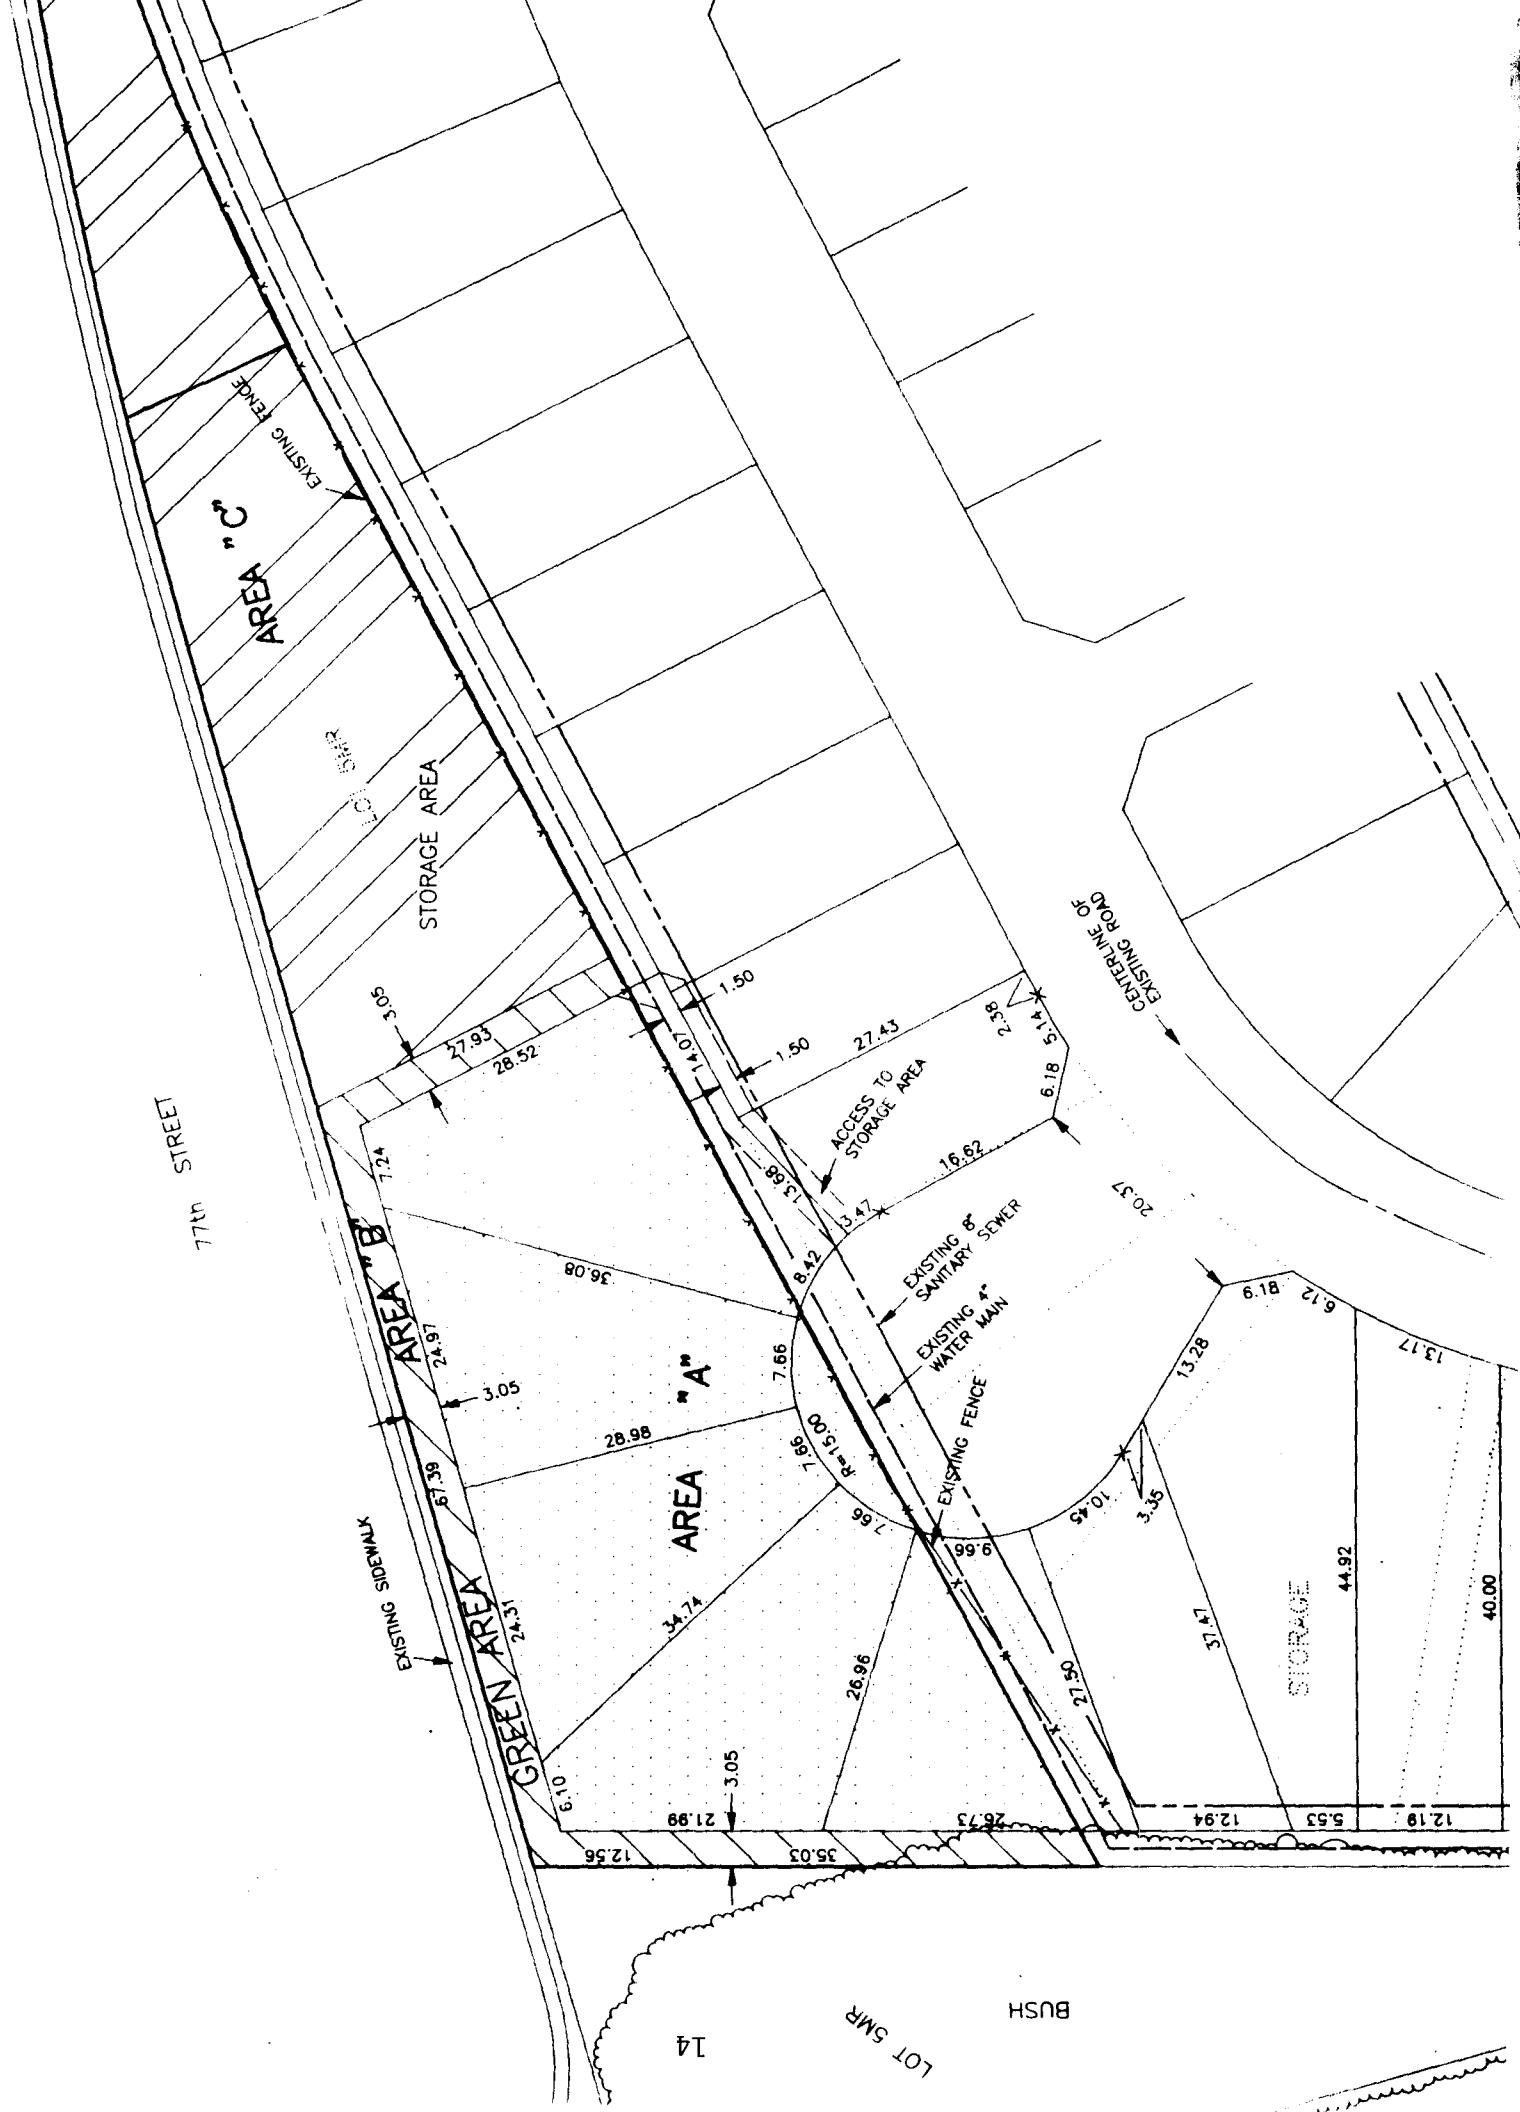 77th STREET
EXISTING SIDEWALK
EXISTING FENCE
AREA "C"
LOT 5MR
STORAGE AREA
3.05
27.93
28.52
1.50
14.07
1.50
27.43
2.38
5.14
6.18
CENTERLINE OF
EXISTING ROAD
ACCESS TO
STORAGE AREA
16.62
13.68
3.47
8.42
20.37
EXISTING 8"
SANITARY SEWER
EXISTING 4"
WATER MAIN
EXISTING FENCE
7.24
AREA "B"
36.08
24.97
3.05
67.39
28.98
AREA "A"
7.66
7.66
R=15.00
7.66
9.66
10.45
3.35
13.28
6.18
6.12
13.17
GREEN AREA
24.31
34.74
26.96
6.10
21.99
3.05
26.73
12.56
35.03
27.50
37.47
STORAGE
44.92
40.00
12.94
5.53
12.19
14
LOT 5MR
BUSH